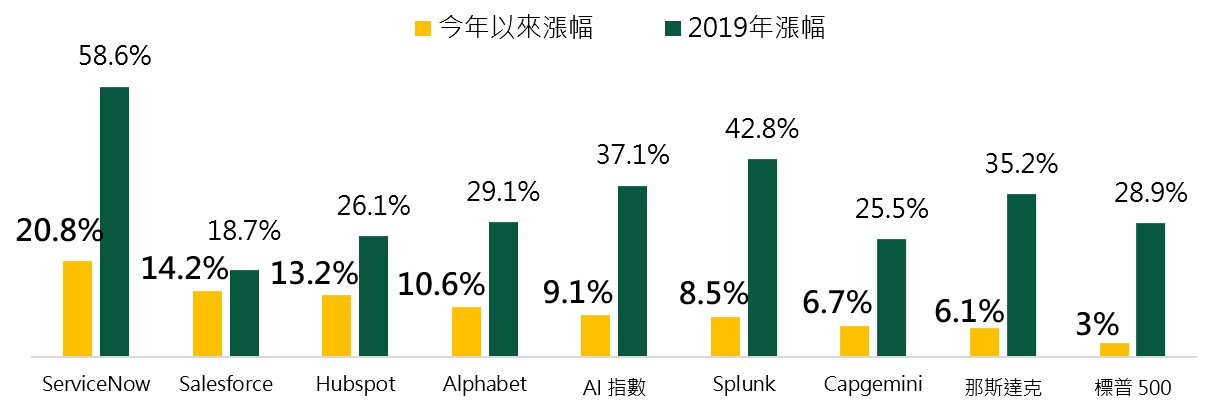 今年以來漲幅
2019年漲幅
58.6%
20.8%
14.2%
18.7%
13.2%
26.1%
10.6%
29.1%
9.1%
37.1%
8.5%
42.8%
6.7%
25.5%
6.1%
35.2%
3%
28.9%
ServiceNow
Salesforce
Hubspot
Alphabet
AI 指數
Splunk
Capgemini
那斯達克
標普 500